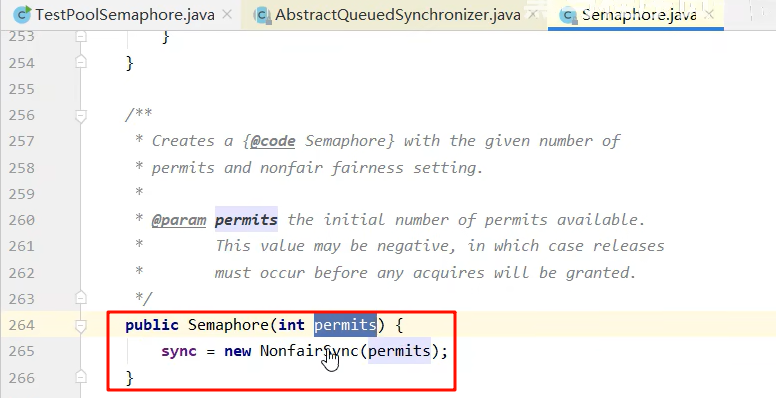 TestPoolSemaphore.java × AbstractQueuedSynchronizer.java × Semaphore.java ×
253 }
254 }
255
256 /**
257 * Creates a {@code Semaphore} with the given number of
258 * permits and nonfair fairness setting.
259 *
260 * @param permits the initial number of permits available.
261 * This value may be negative, in which case releases
262 * must occur before any acquires will be granted.
263 */
264 public Semaphore(int permits) {
265 sync = new NonfairSync(permits);
266 }